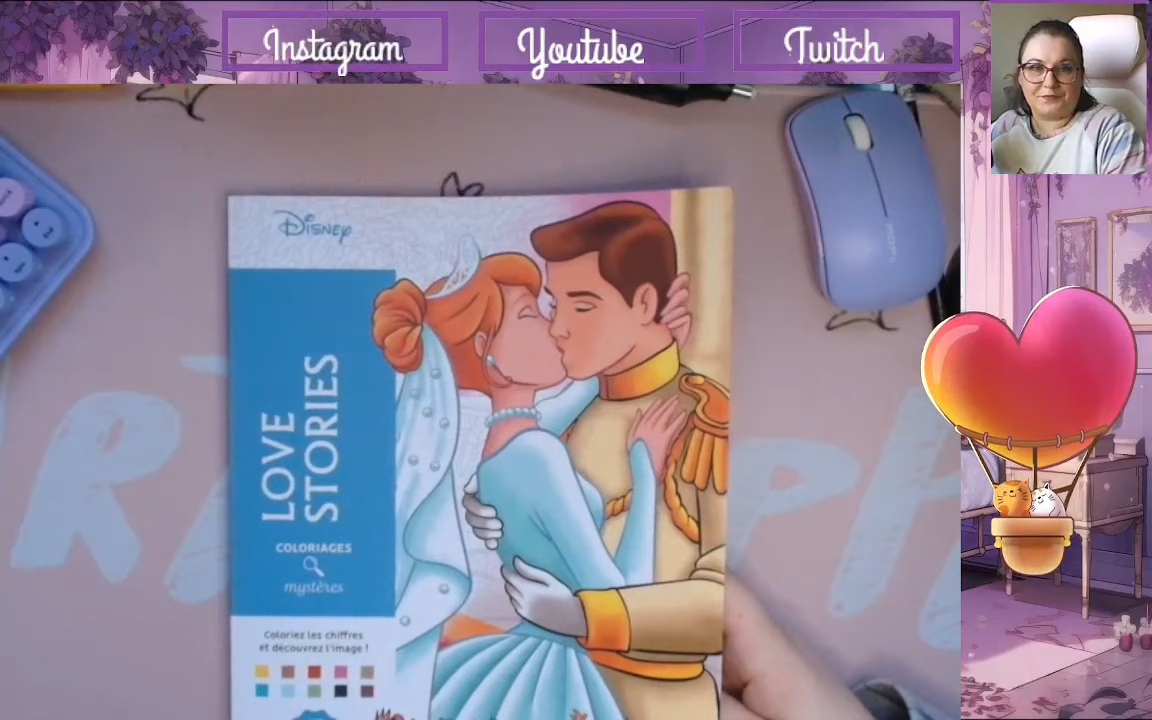 Instagram
Youtube
Twitch
Disney
LOVE
STORIES
COLORIAGES
mystères
Coloriez les chiffres
et découvrez l'image !